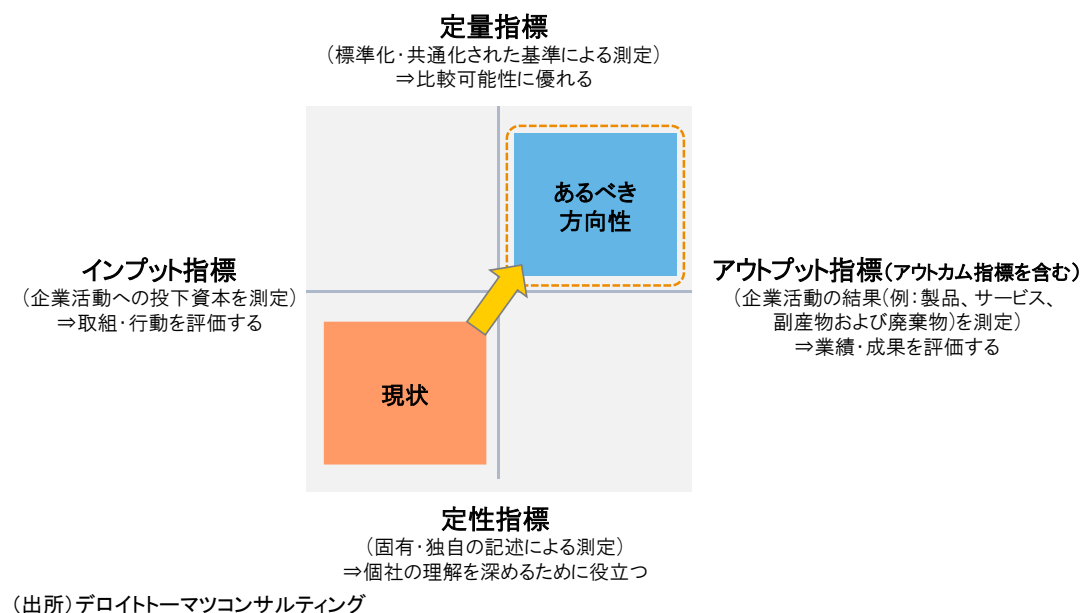 定量指標
(標準化・共通化された基準による測定)
⇒比較可能性に優れる
あるべき
方向性
インプット指標
(企業活動への投下資本を測定)
⇒取組・行動を評価する
アウトプット指標(アウトカム指標を含む)
(企業活動の結果(例:製品、サービス、
副産物および廃棄物)を測定)
⇒業績・成果を評価する
現状
定性指標
(固有・独自の記述による測定)
⇒個社の理解を深めるために役立つ
(出所)デロイトトーマツコンサルティング